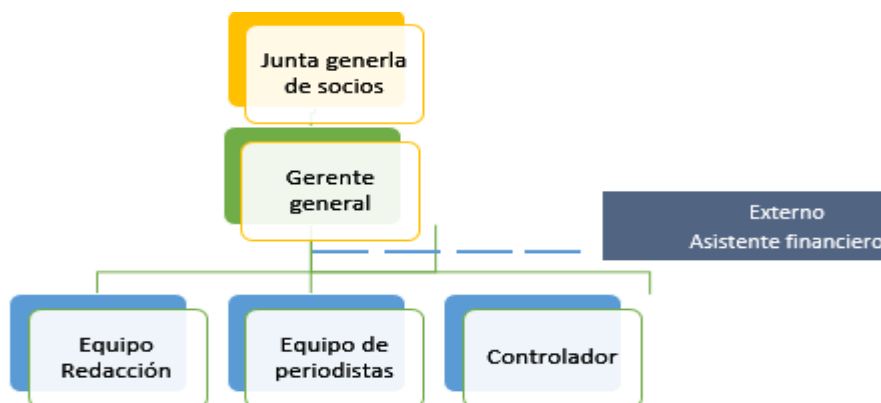 Junta generla
de socios
Gerente
general
Externo
Asistente financiero
Equipo
Redacción
Equipo de
periodistas
Controlador